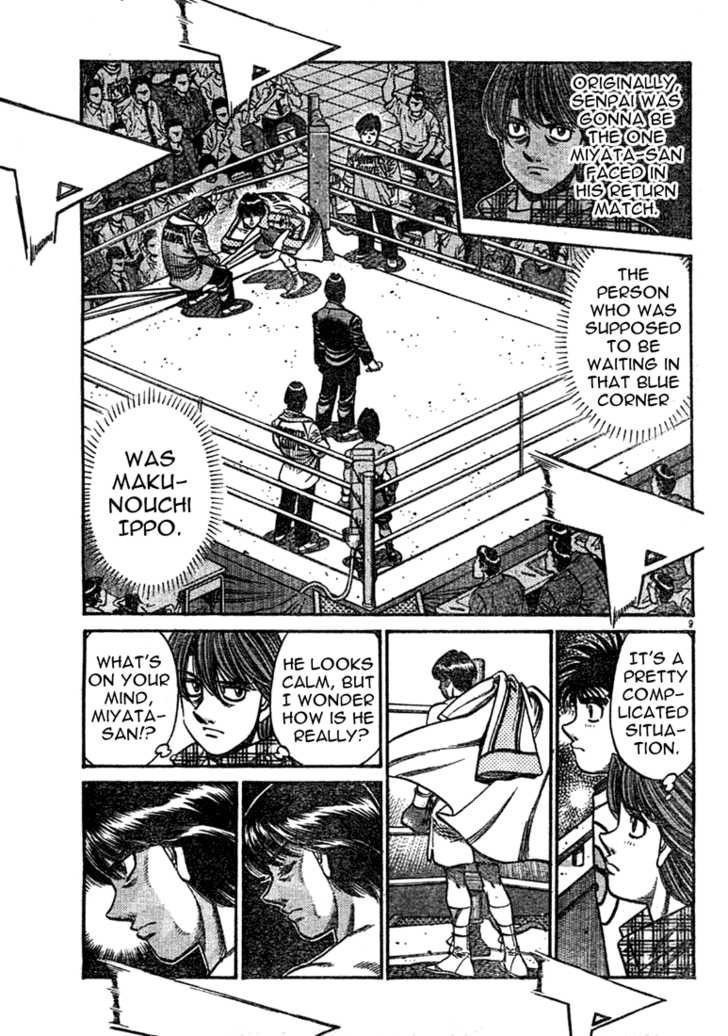 ORIGINALLY,
SENPAI WAS
GONNA BE
THE ONE
MIYATA-SAN
FACED IN
HIS RETURN
MATCH.
THE
PERSON
WHO WAS
SUPPOSED
TO BE
WAITING IN
THAT BLUE
CORNER
WAS
MAKU-
NOUCHI
IPPO.
9
IT'S A
PRETTY
COMP-
LICATED
SITUA-
TION.
HE LOOKS
CALM, BUT
I WONDER
HOW IS HE
REALLY?
WHAT'S
ON YOUR
MIND,
MIYATA-
SAN!?